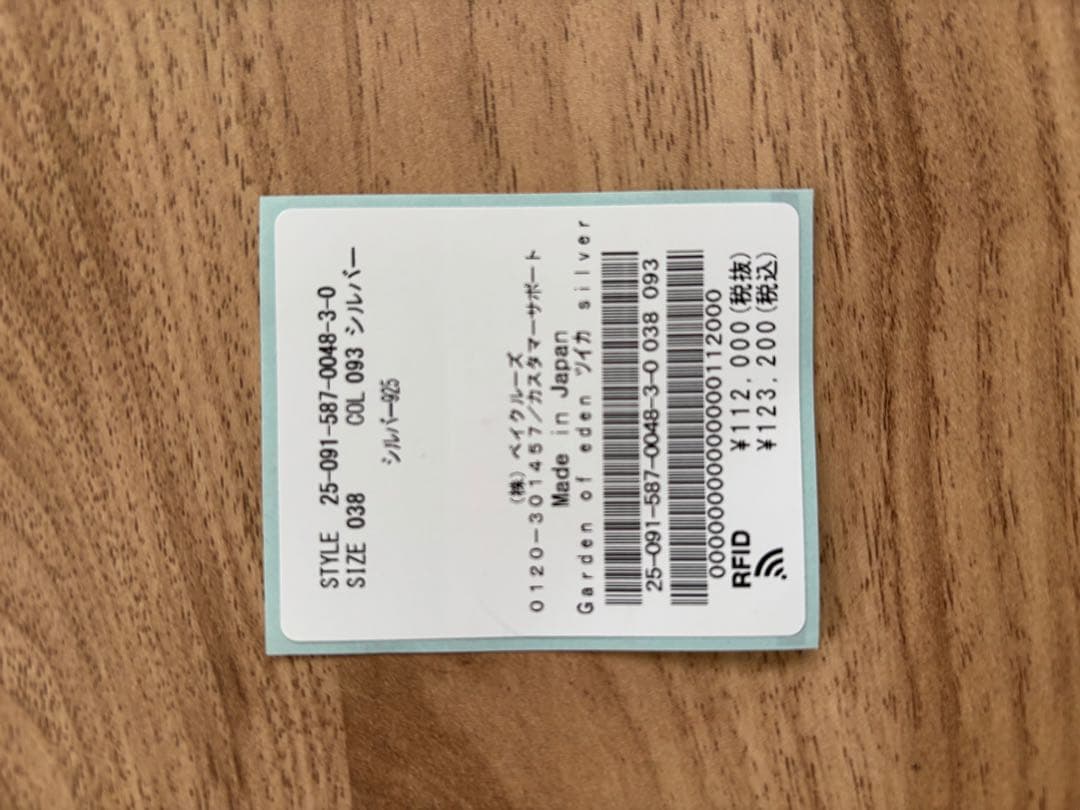 STYLE 25-091-587-0048-3-0
SIZE 038 COL 093 シルバー
シルバー925
(株) ベイクルーズ
0120-301457/カスタマーサポート
Made in Japan
Garden of eden ツイカ silver
25-091-587-0048-3-0 038 093
RFID ¥112,000(税抜)
¥123,200(税込)